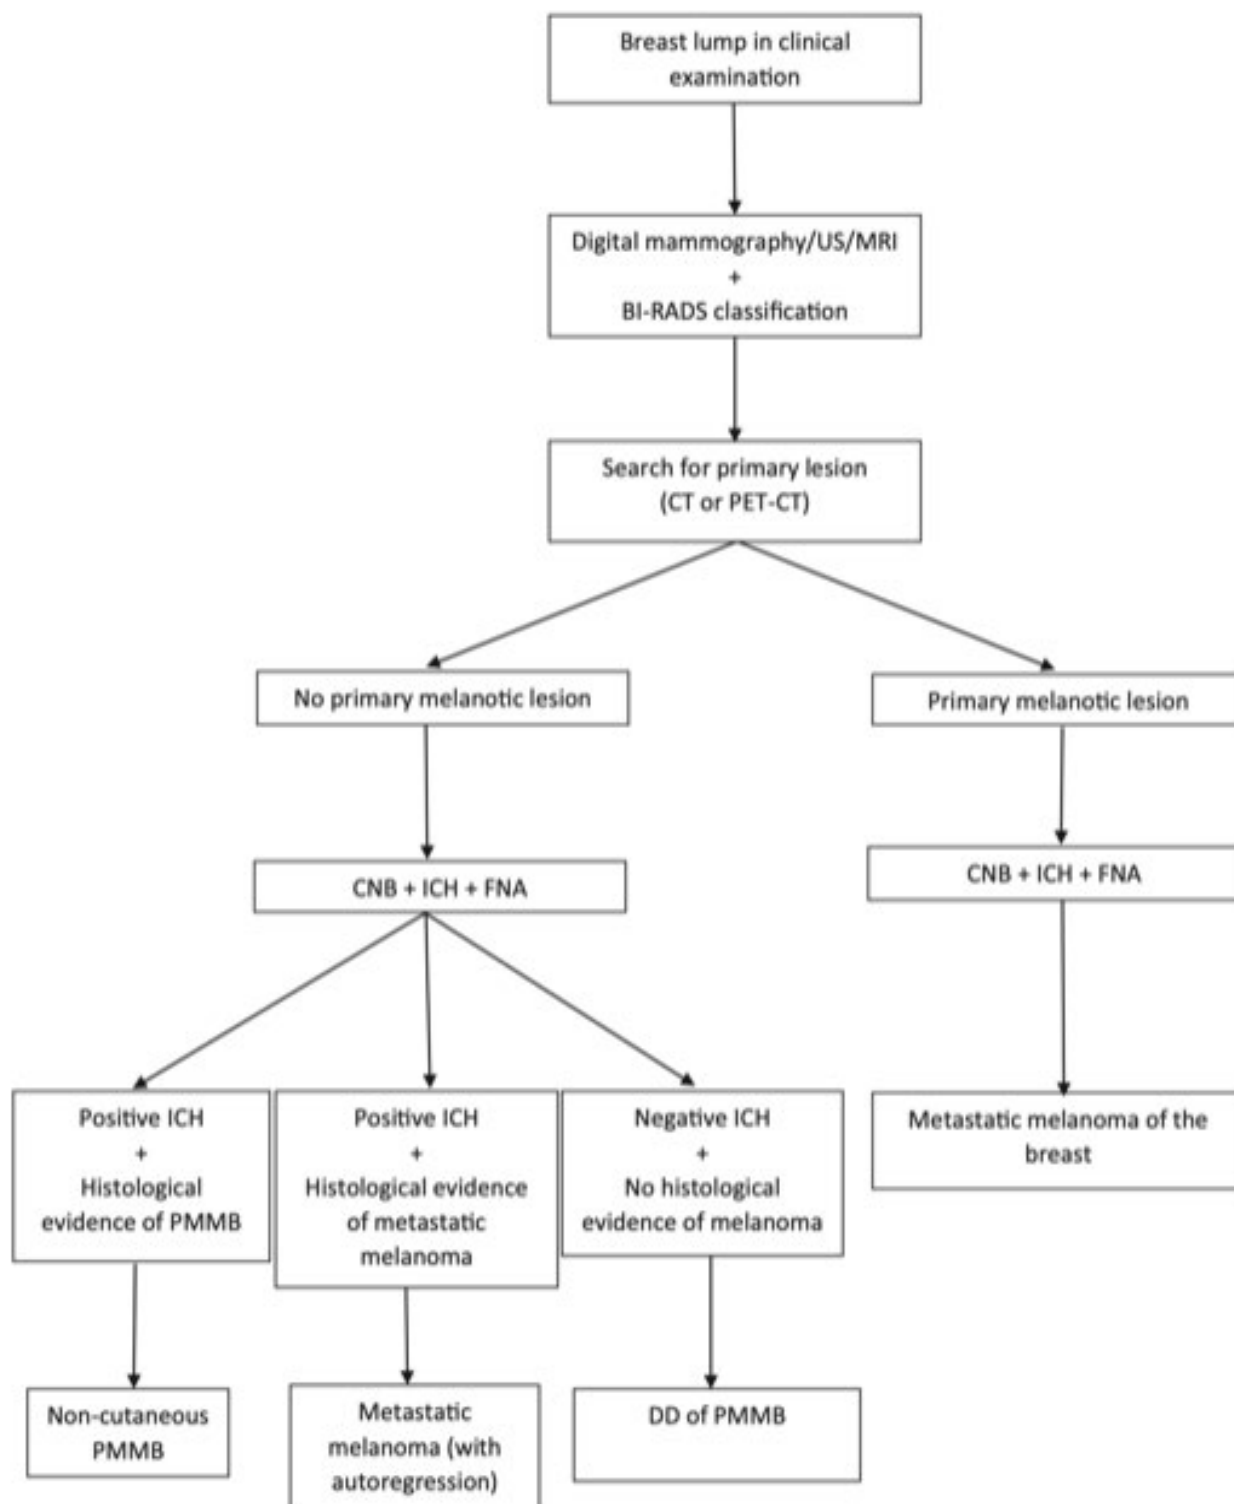 Breast lump in clinical
examination
Digital mammography/US/MRI
+
BI-RADS classification
Search for primary lesion
(CT or PET-CT)
No primary melanotic lesion
Primary melanotic lesion
CNB + ICH + FNA
CNB + ICH + FNA
Positive ICH
+
Histological
evidence of PMMB
Positive ICH
+
Histological evidence
of metastatic
melanoma
Negative ICH
+
No histological
evidence of melanoma
Metastatic melanoma of the
breast
Non-cutaneous
PMMB
Metastatic
melanoma (with
autoregression)
DD of PMMB